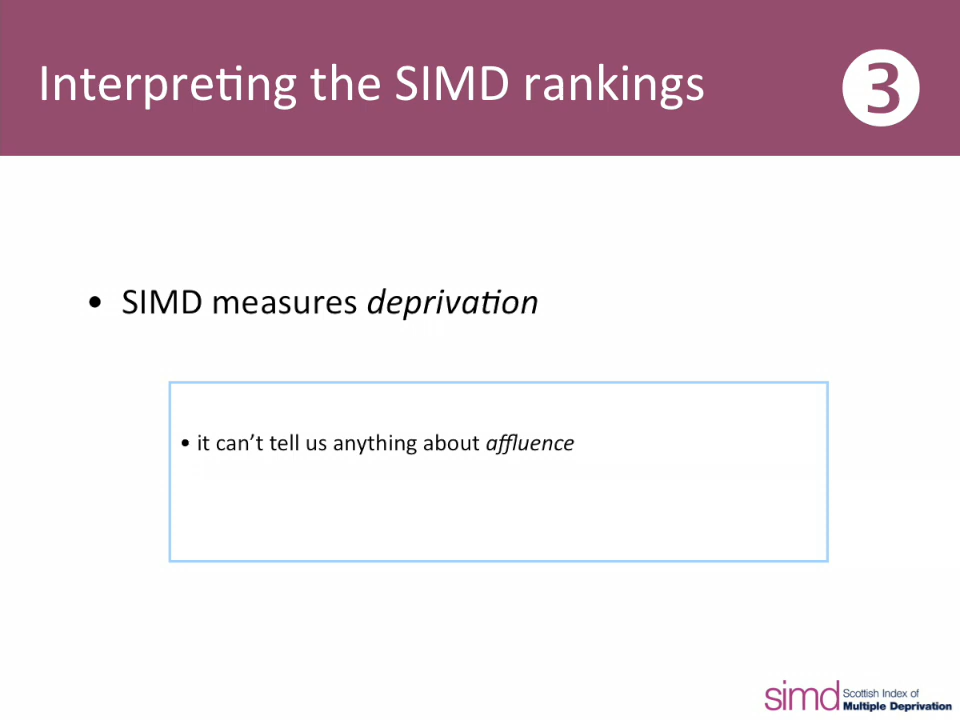 Interpreting the SIMD rankings
3
• SIMD measures deprivation
• it can’t tell us anything about affluence
simd Scottish Index of
Multiple Deprivation